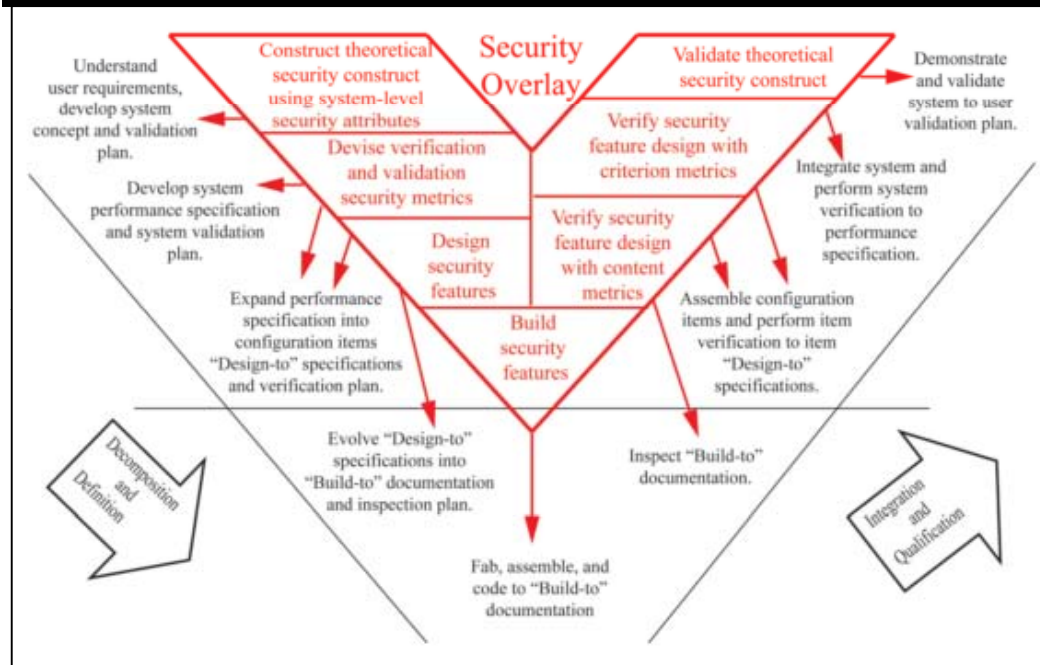 Security
Overlay
Construct theoretical
security construct
using system-level
security attributes
Validate theoretical
security construct
Understand
user requirements,
develop system
concept and validation
plan.
Demonstrate
and validate
system to user
validation plan.
Devise verification
and validation
security metrics
Verify security
feature design with
criterion metrics
Develop system
performance specification
and system validation
plan.
Integrate system and
perform system
verification to
performance
specification.
Design
security
features
Verify security
feature design
with content
metrics
Expand performance
specification into
configuration items
“Design-to” specifications
and verification plan.
Build
security
features
Assemble configuration
items and perform item
verification to item
“Design-to”
specifications.
Evolve “Design-to”
specifications into
“Build-to” documentation
and inspection plan.
Inspect “Build-to”
documentation.
Decomposition
and
Definition
Integration
and
Qualification
Fab, assemble, and
code to “Build-to”
documentation